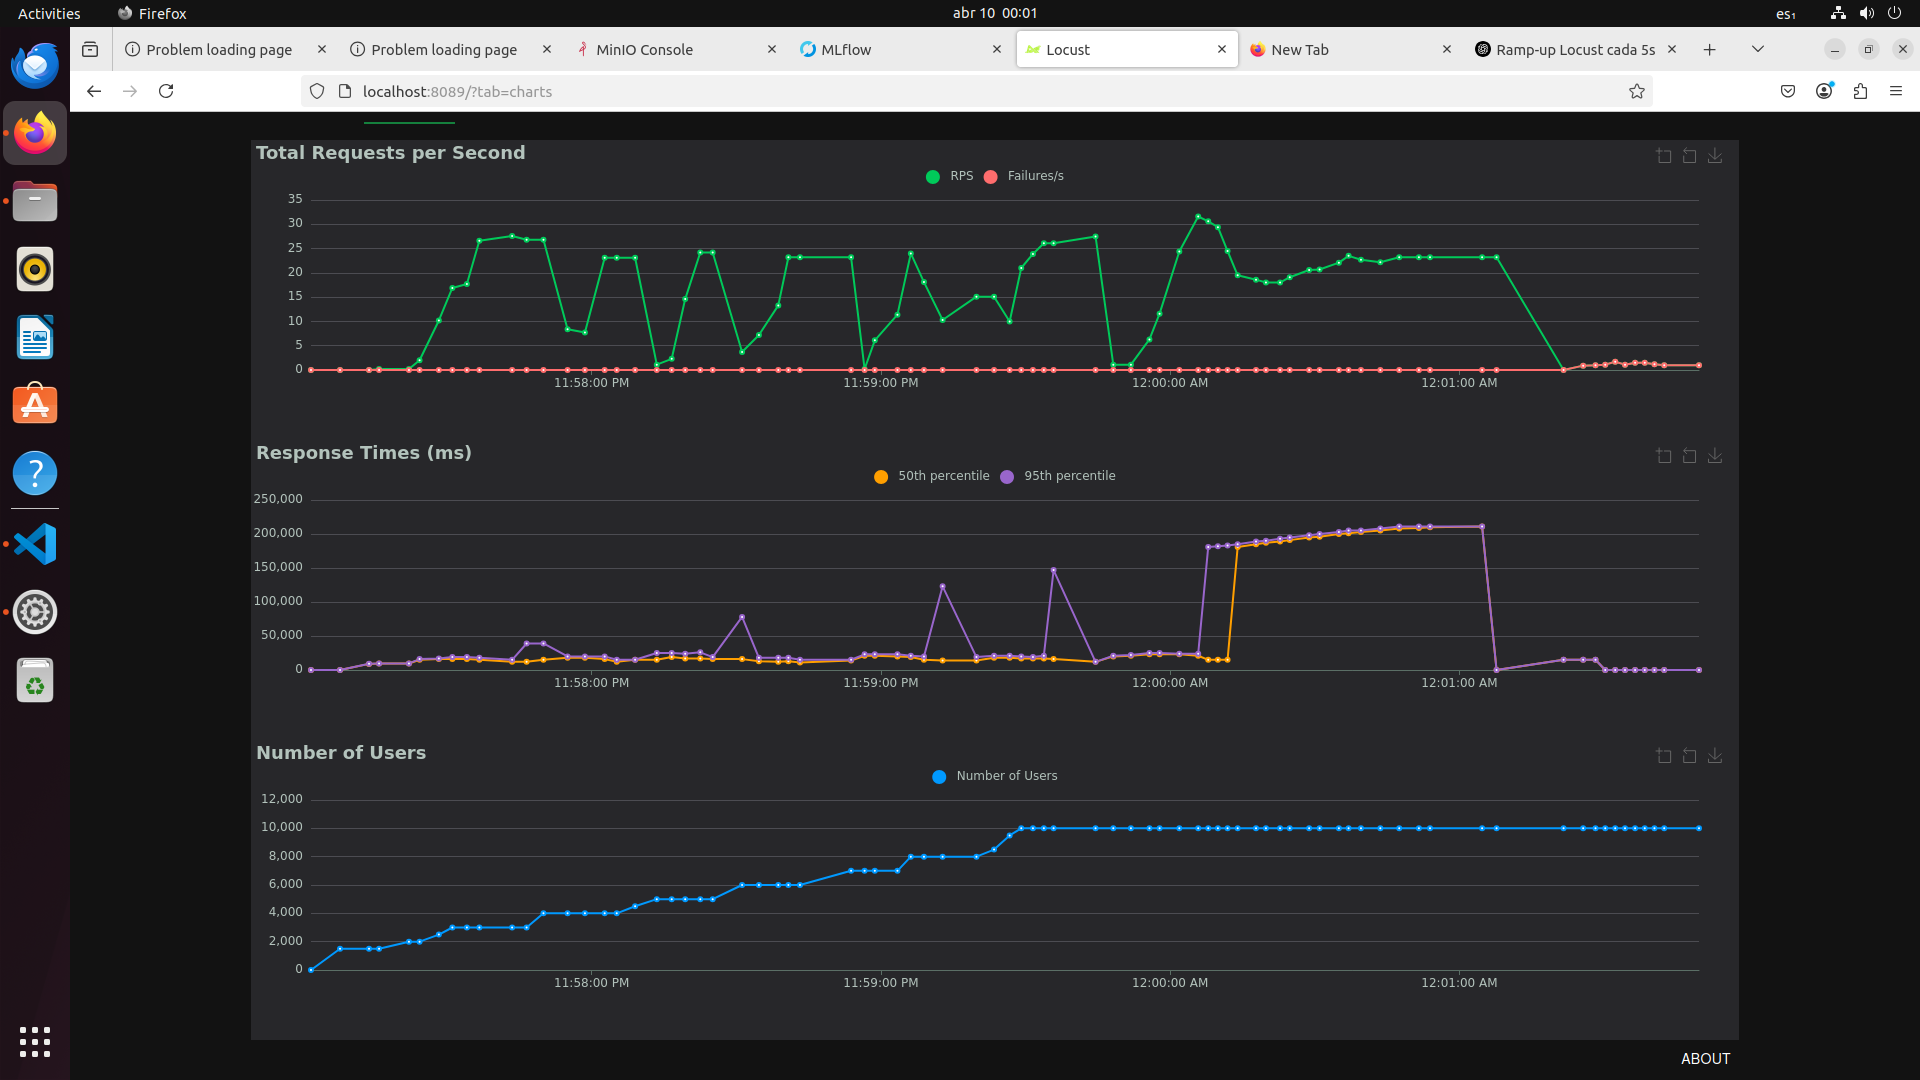 Activities
Firefox
abr 10 00:01
es₁
Problem loading page
Problem loading page
MinIO Console
MLflow
Locust
New Tab
Ramp-up Locust cada 5s
localhost:8089/?tab=charts
Total Requests per Second
RPS
Failures/s
35
30
25
20
15
10
5
0
11:58:00 PM
11:59:00 PM
12:00:00 AM
12:01:00 AM
Response Times (ms)
50th percentile
95th percentile
250,000
200,000
150,000
100,000
50,000
0
11:58:00 PM
11:59:00 PM
12:00:00 AM
12:01:00 AM
Number of Users
Number of Users
12,000
10,000
8,000
6,000
4,000
2,000
0
11:58:00 PM
11:59:00 PM
12:00:00 AM
12:01:00 AM
ABOUT